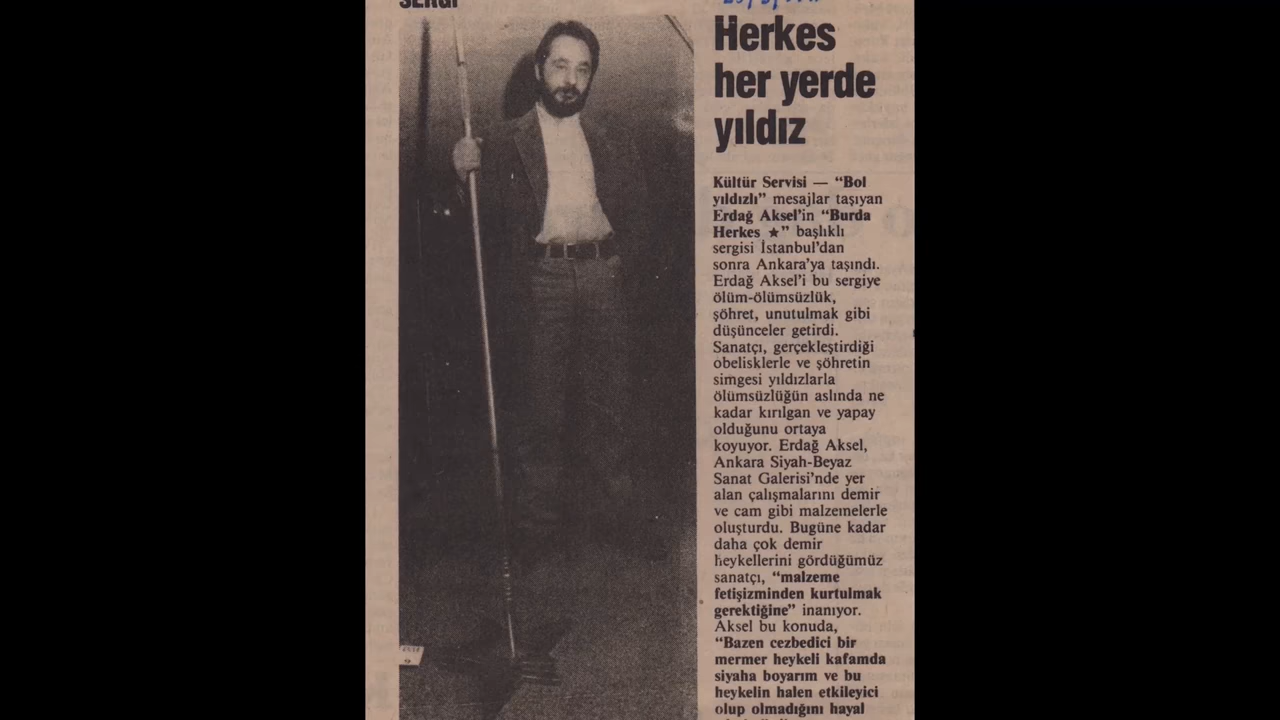 SERGİ
Herkes
her yerde
yıldız
Kültür Servisi — “Bol
yıldızlı” mesajlar taşıyan
Erdağ Aksel’in “Burda
Herkes ★” başlıklı
sergisi İstanbul’dan
sonra Ankara’ya taşındı.
Erdağ Aksel’i bu sergiye
ölüm-ölümsüzlük,
şöhret, unutulmak gibi
düşünceler getirdi.
Sanatçı, gerçekleştirdiği
obelisklerle ve şöhretin
simgesi yıldızlarla
ölümsüzlüğün aslında ne
kadar kırılgan ve yapay
olduğunu ortaya
koyuyor. Erdağ Aksel,
Ankara Siyah-Beyaz
Sanat Galerisi’nde yer
alan çalışmalarını demir
ve cam gibi malzemelerle
oluşturdu. Bugüne kadar
daha çok demir
heykellerini gördüğümüz
sanatçı, “malzeme
fetişizminden kurtulmak
gerektiğine” inanıyor.
Aksel bu konuda,
“Bazen cezbedici bir
mermer heykeli kafamda
siyaha boyarım ve bu
heykelin halen etkileyici
olup olmadığını hayal